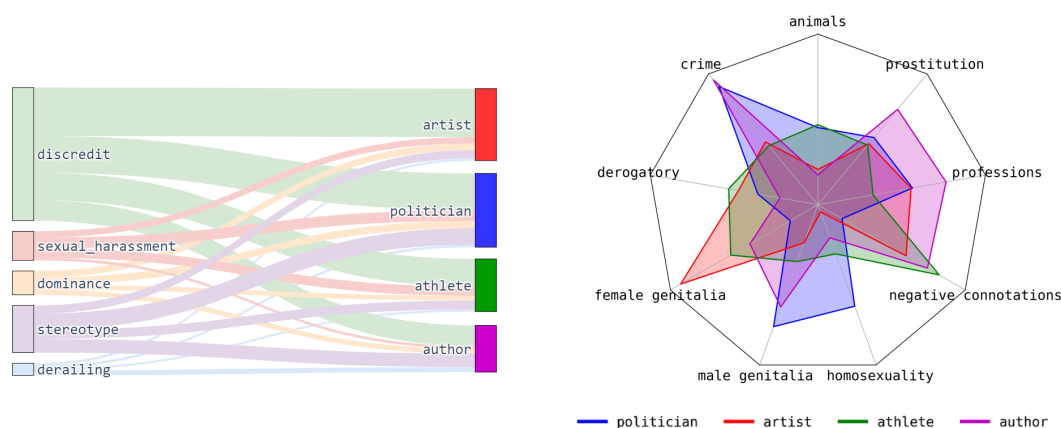 discredit
sexual_harassment
dominance
stereotype
derailing
artist
politician
athlete
author
animals
prostitution
professions
negative connotations
homosexuality
male genitalia
female genitalia
derogatory
crime
politician
artist
athlete
author